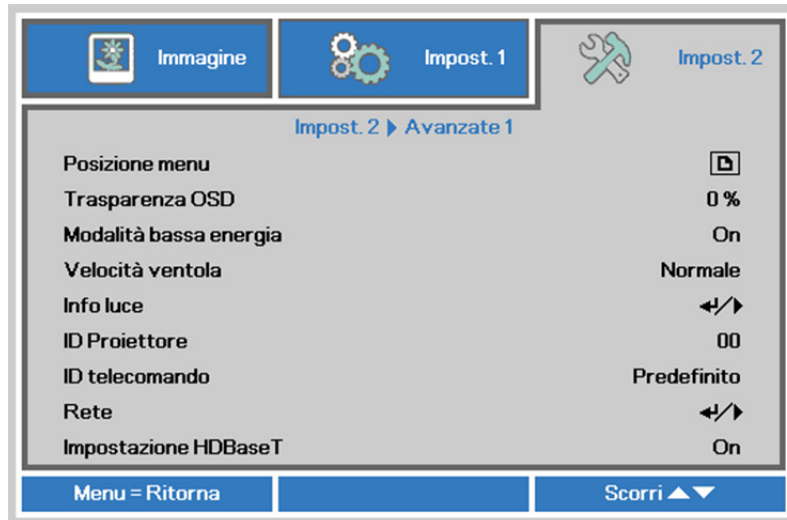 Immagine
Impost. 1
Impost. 2
Impost. 2 ▶ Avanzate 1
Posizione menu
Trasparenza OSD 0 %
Modalità bassa energia On
Velocità ventola Normale
Info luce ↵/▶
ID Proiettore 00
ID telecomando Predefinito
Rete ↵/▶
Impostazione HDBaseT On
Menu = Ritorna Scorri ▲▼